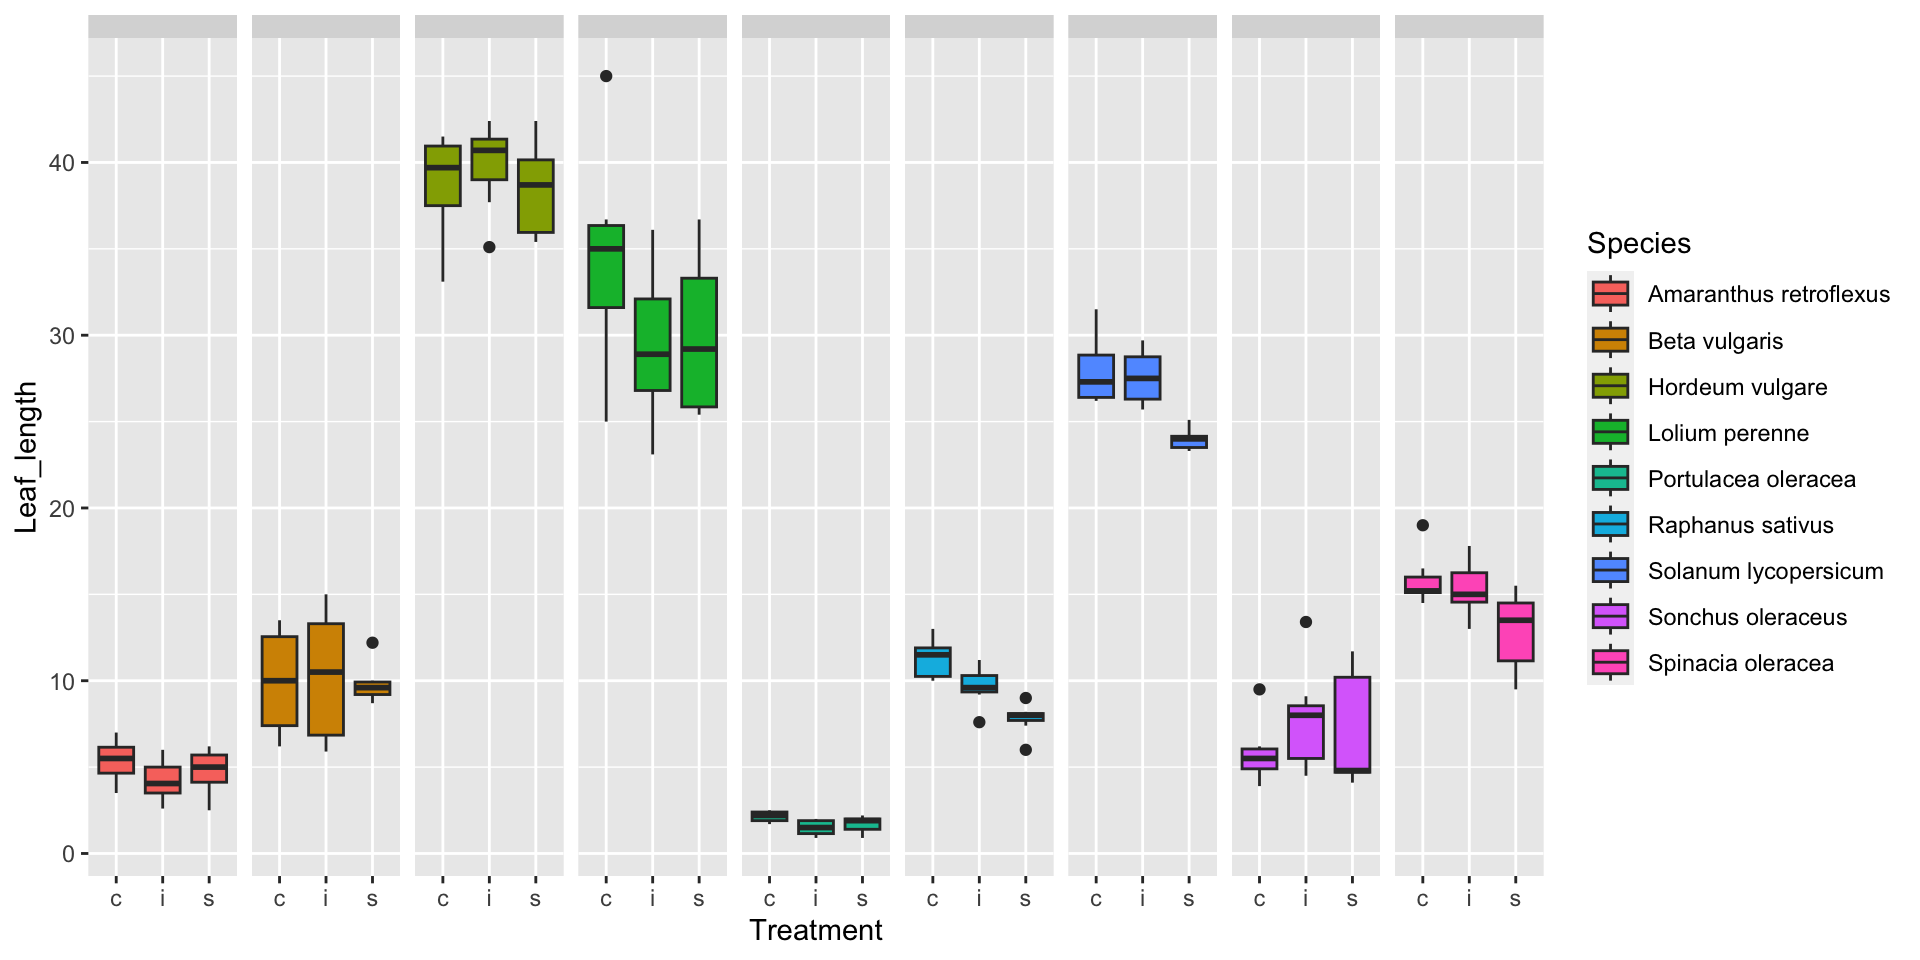 Leaf_length
40
30
20
10
0
c i s c i s c i s c i s c i s c i s c i s c i s c i s
Treatment
Species
Amaranthus retroflexus
Beta vulgaris
Hordeum vulgare
Lolium perenne
Portulacea oleracea
Raphanus sativus
Solanum lycopersicum
Sonchus oleraceus
Spinacia oleracea